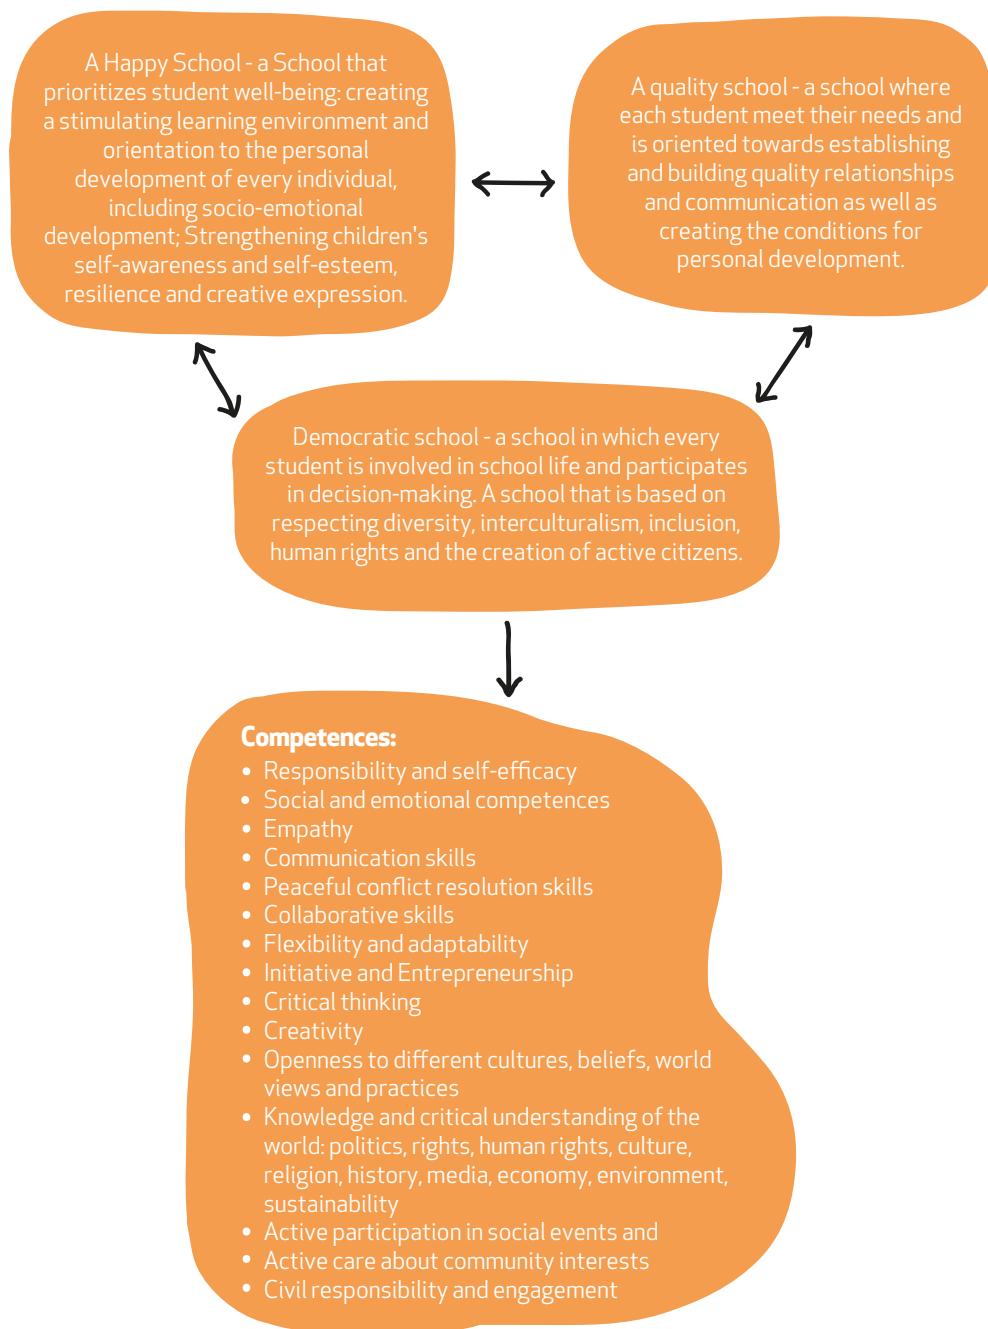 A Happy School - a School that
prioritizes student well-being: creating
a stimulating learning environment and
orientation to the personal
development of every individual,
including socio-emotional
development; Strengthening children's
self-awareness and self-esteem,
resilience and creative expression.
A quality school - a school where
each student meet their needs and
is oriented towards establishing
and building quality relationships
and communication as well as
creating the conditions for
personal development.
Democratic school - a school in which every
student is involved in school life and participates
in decision-making. A school that is based on
respecting diversity, interculturalism, inclusion,
human rights and the creation of active citizens.
Competences:
• Responsibility and self-efficacy
• Social and emotional competences
• Empathy
• Communication skills
• Peaceful conflict resolution skills
• Collaborative skills
• Flexibility and adaptability
• Initiative and Entrepreneurship
• Critical thinking
• Creativity
• Openness to different cultures, beliefs, world
views and practices
• Knowledge and critical understanding of the
world: politics, rights, human rights, culture,
religion, history, media, economy, environment,
sustainability
• Active participation in social events and
• Active care about community interests
• Civil responsibility and engagement